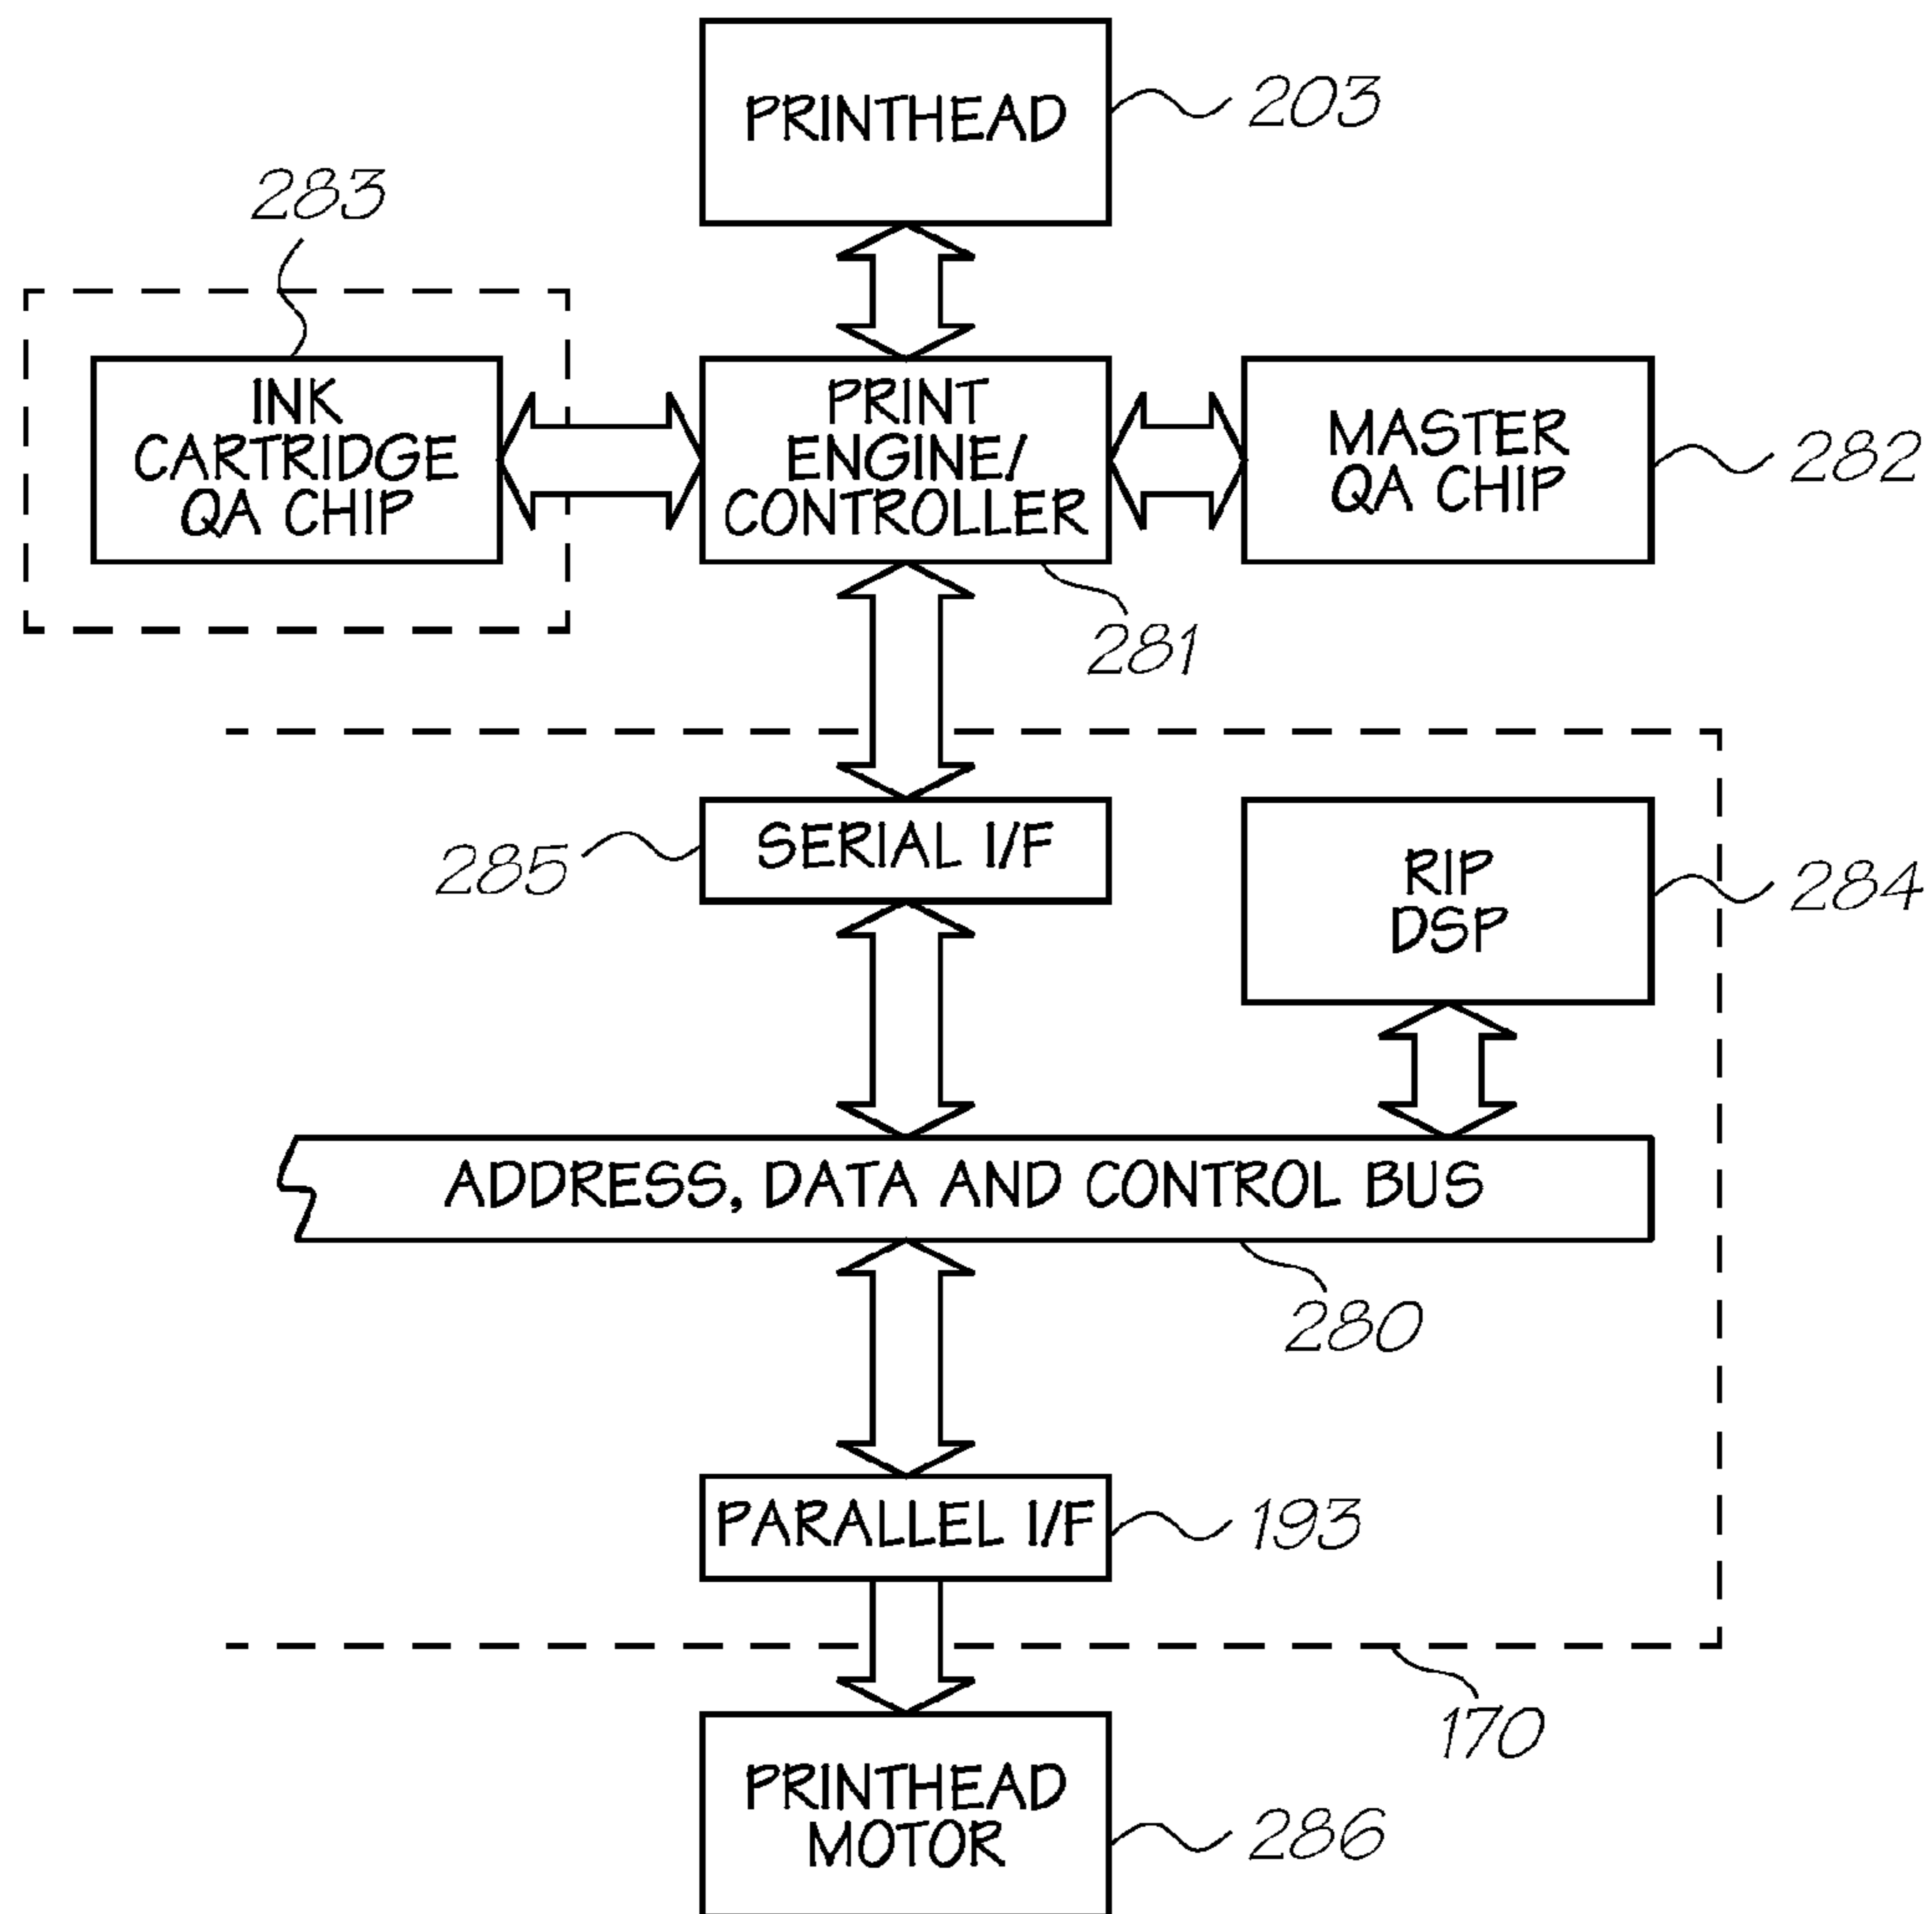 PRINTHEAD
203
283
INK
CARTRIDGE
QA CHIP
PRINT
ENGINE/
CONTROLLER
MASTER
QA CHIP
282
281
SERIAL I/F
285
RIP
DSP
284
ADDRESS, DATA AND CONTROL BUS
280
PARALLEL I/F
193
170
PRINTHEAD
MOTOR
286